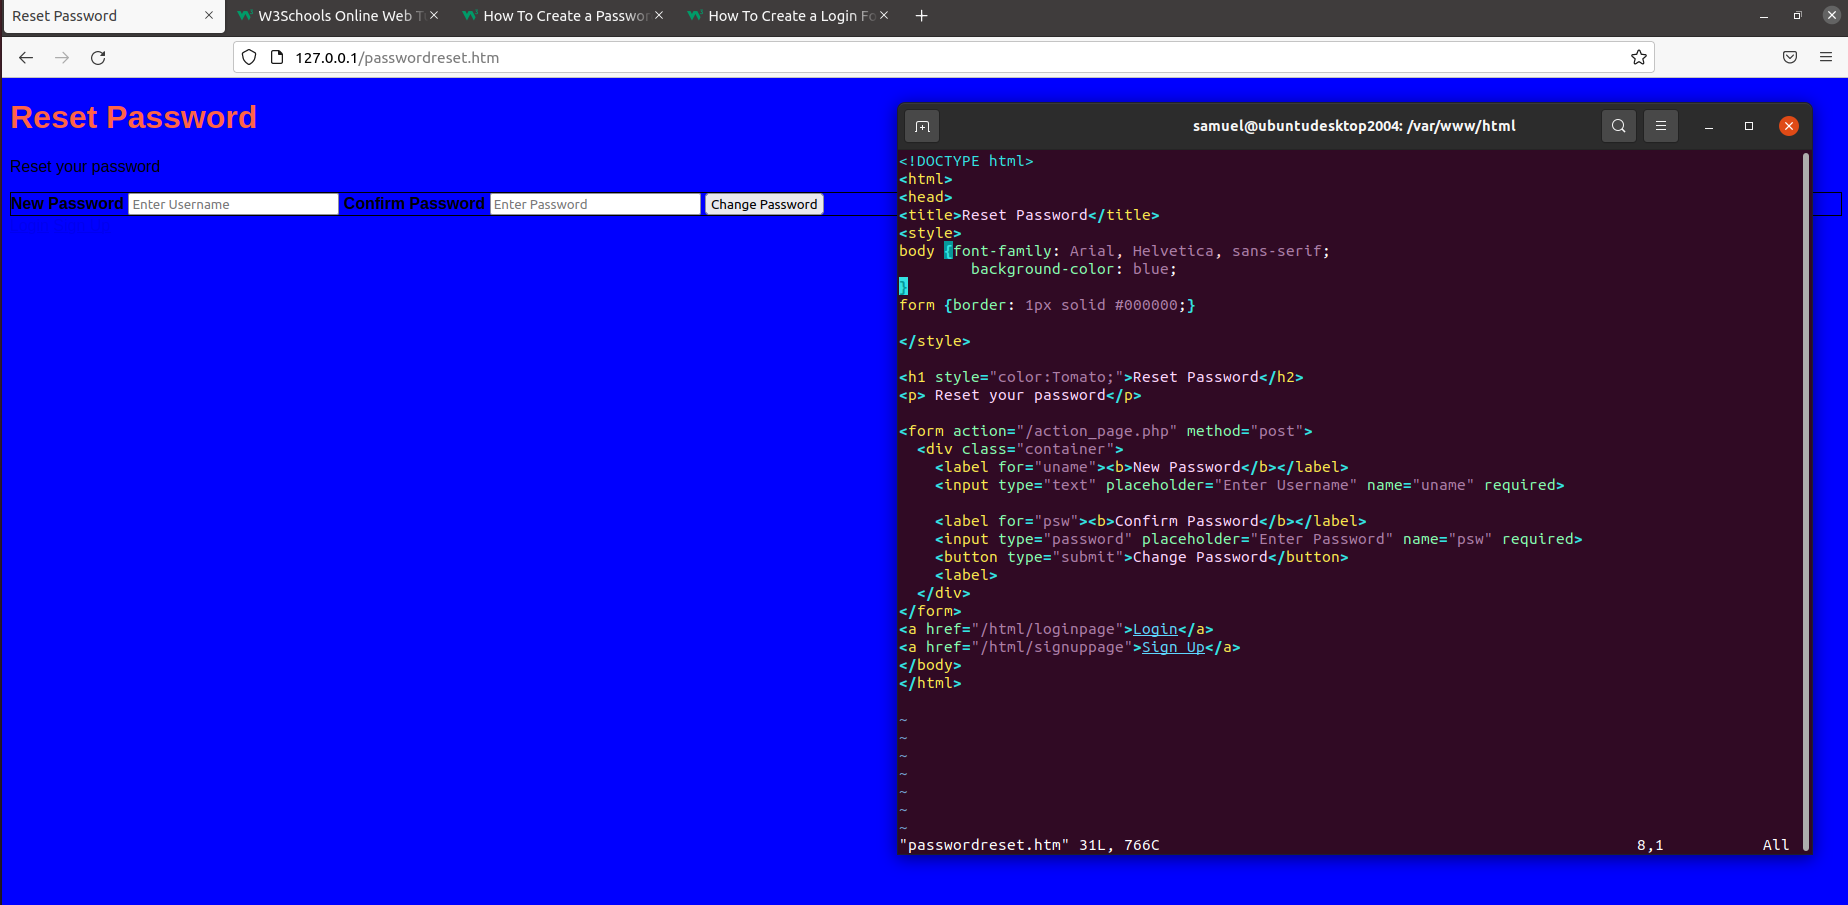 Reset Password
W3Schools Online Web T
How To Create a Passwor
How To Create a Login Fo
127.0.0.1/passwordreset.htm
Reset Password
Reset your password
New Password Enter Username Confirm Password Enter Password Change Password
samuel@ubuntudesktop2004: /var/www/html
<!DOCTYPE html>
<html>
<head>
<title>Reset Password</title>
<style>
body {font-family: Arial, Helvetica, sans-serif;
        background-color: blue;
}
form {border: 1px solid #000000;}
</style>
<h1 style="color:Tomato;">Reset Password</h2>
<p> Reset your password</p>
<form action="/action_page.php" method="post">
  <div class="container">
    <label for="uname"><b>New Password</b></label>
    <input type="text" placeholder="Enter Username" name="uname" required>
    <label for="psw"><b>Confirm Password</b></label>
    <input type="password" placeholder="Enter Password" name="psw" required>
    <button type="submit">Change Password</button>
    <label>
  </div>
</form>
<a href="/html/loginpage">Login</a>
<a href="/html/signuppage">Sign Up</a>
</body>
</html>
~
~
~
~
~
~
~
"passwordreset.htm" 31L, 766C 8,1 All